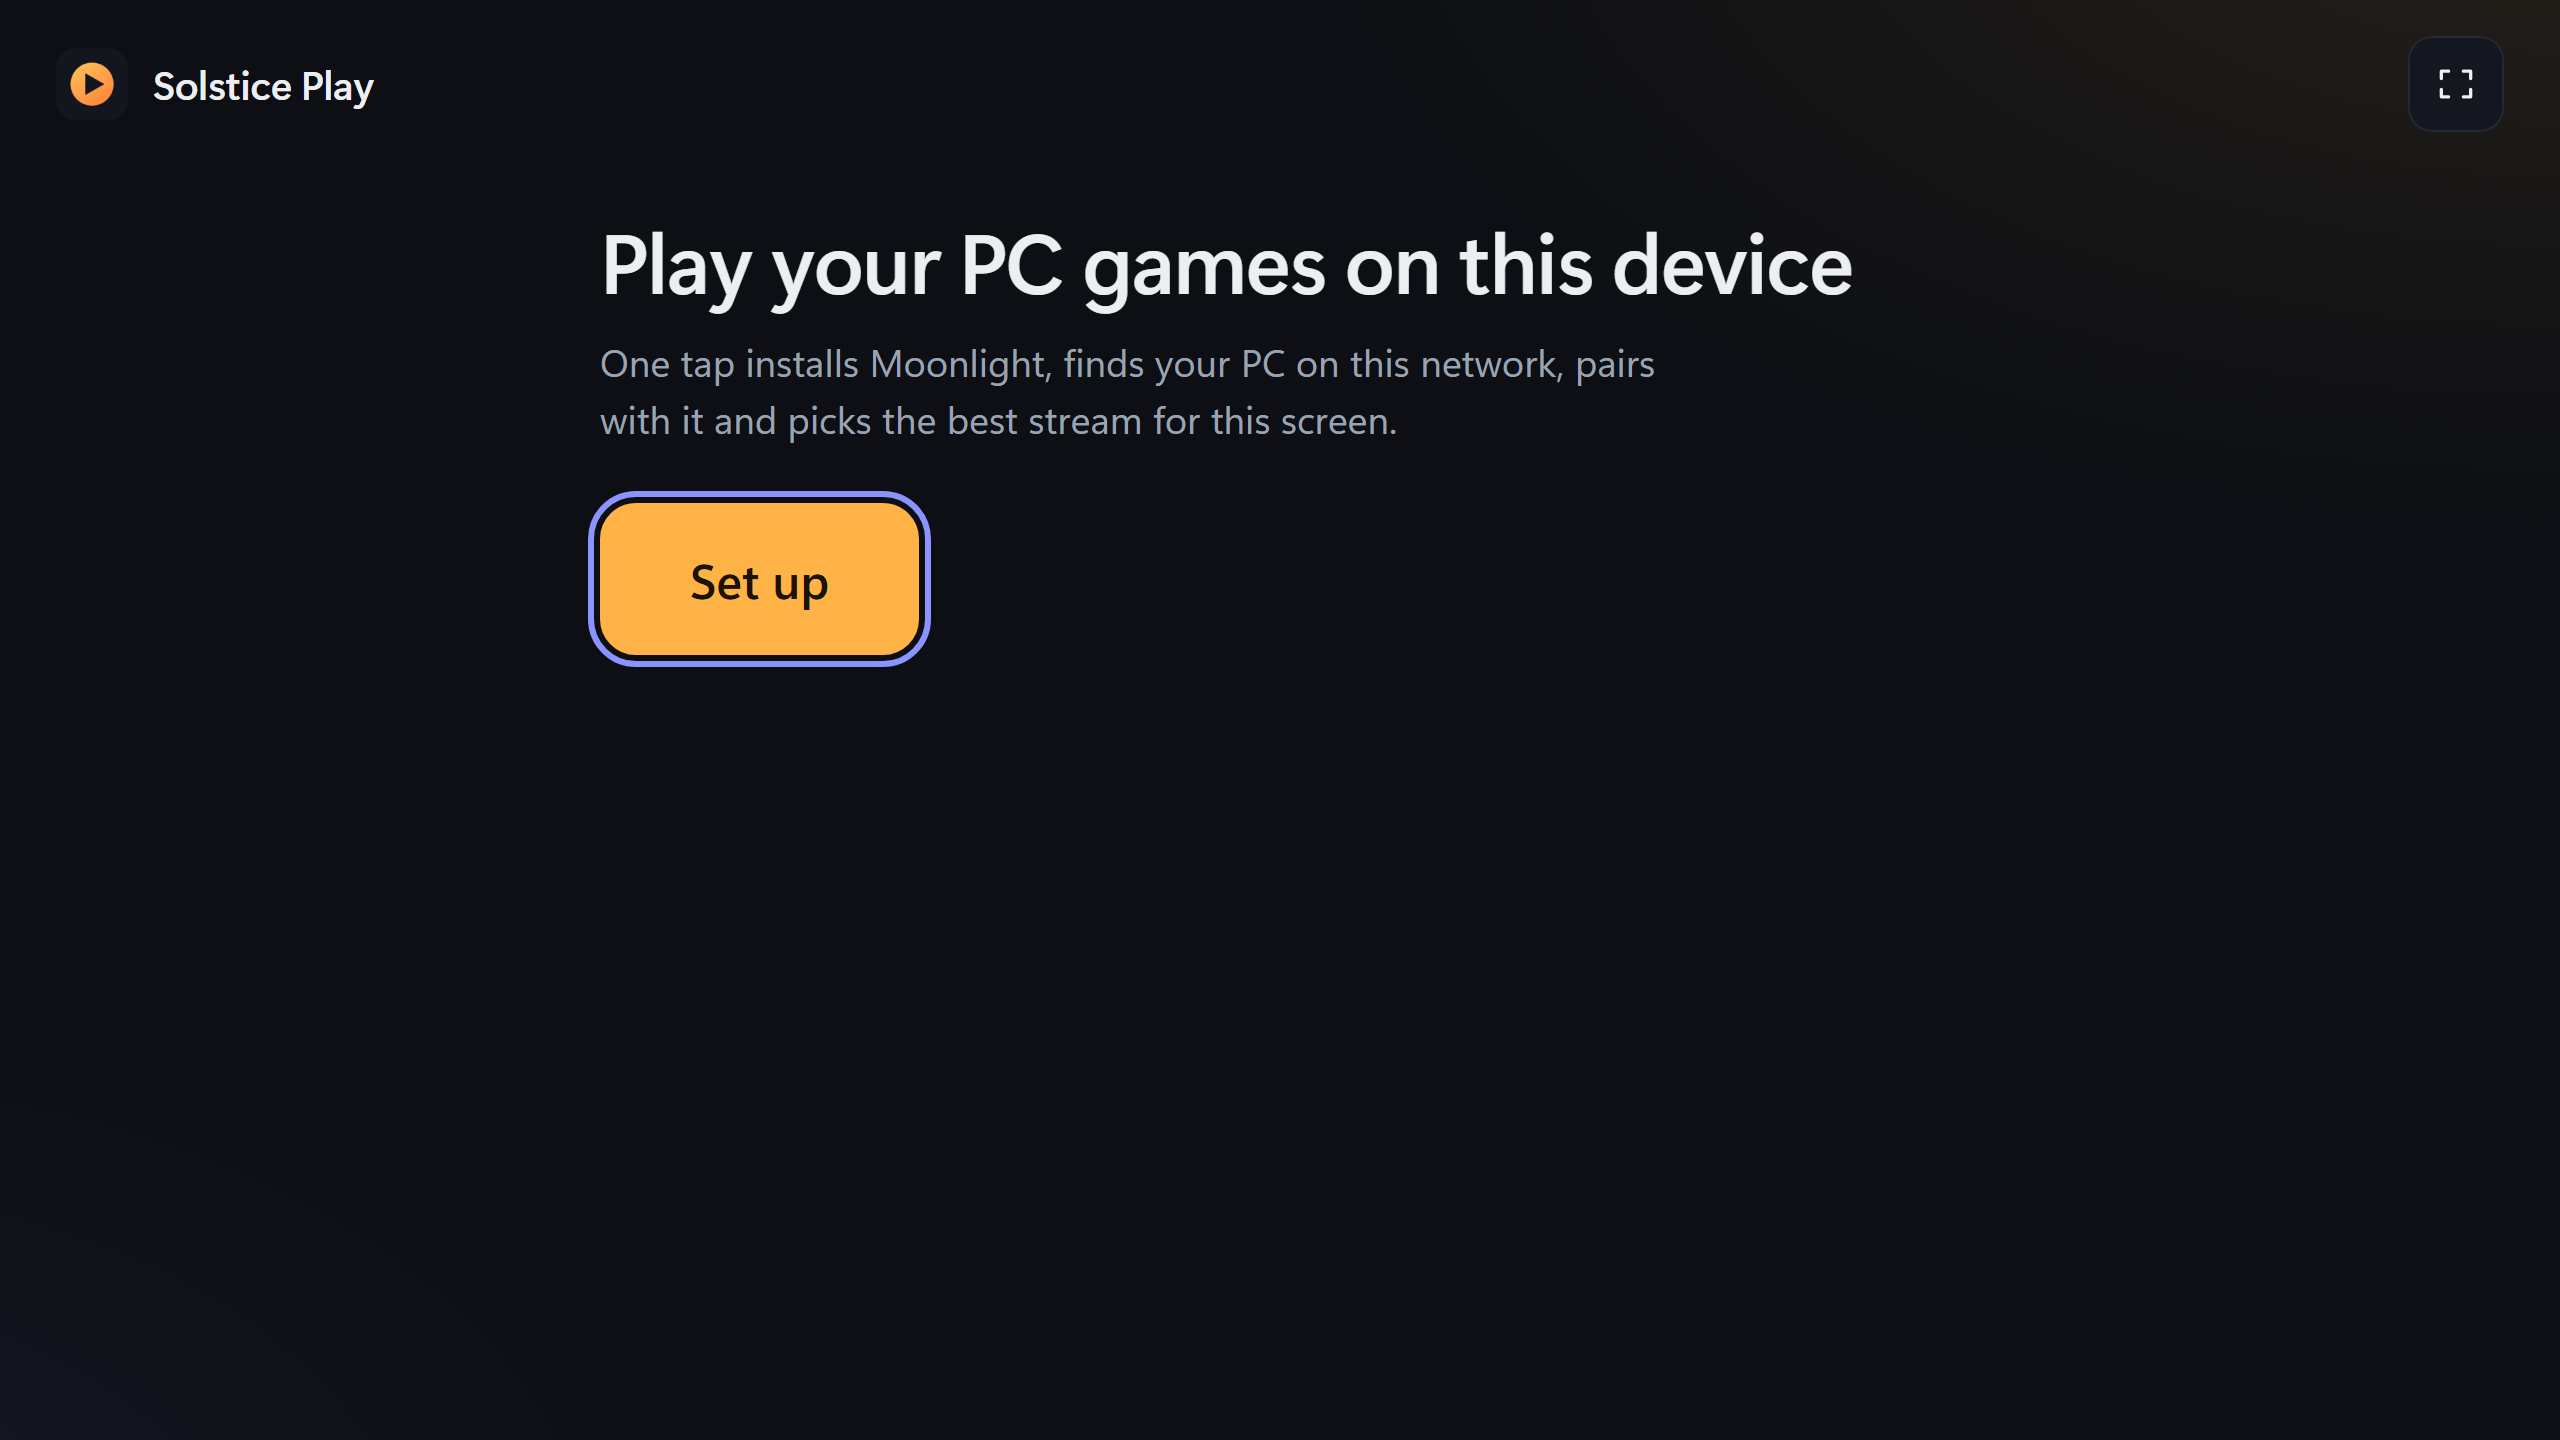 Solstice Play
Play your PC games on this device
One tap installs Moonlight, finds your PC on this network, pairs
with it and picks the best stream for this screen.
Set up